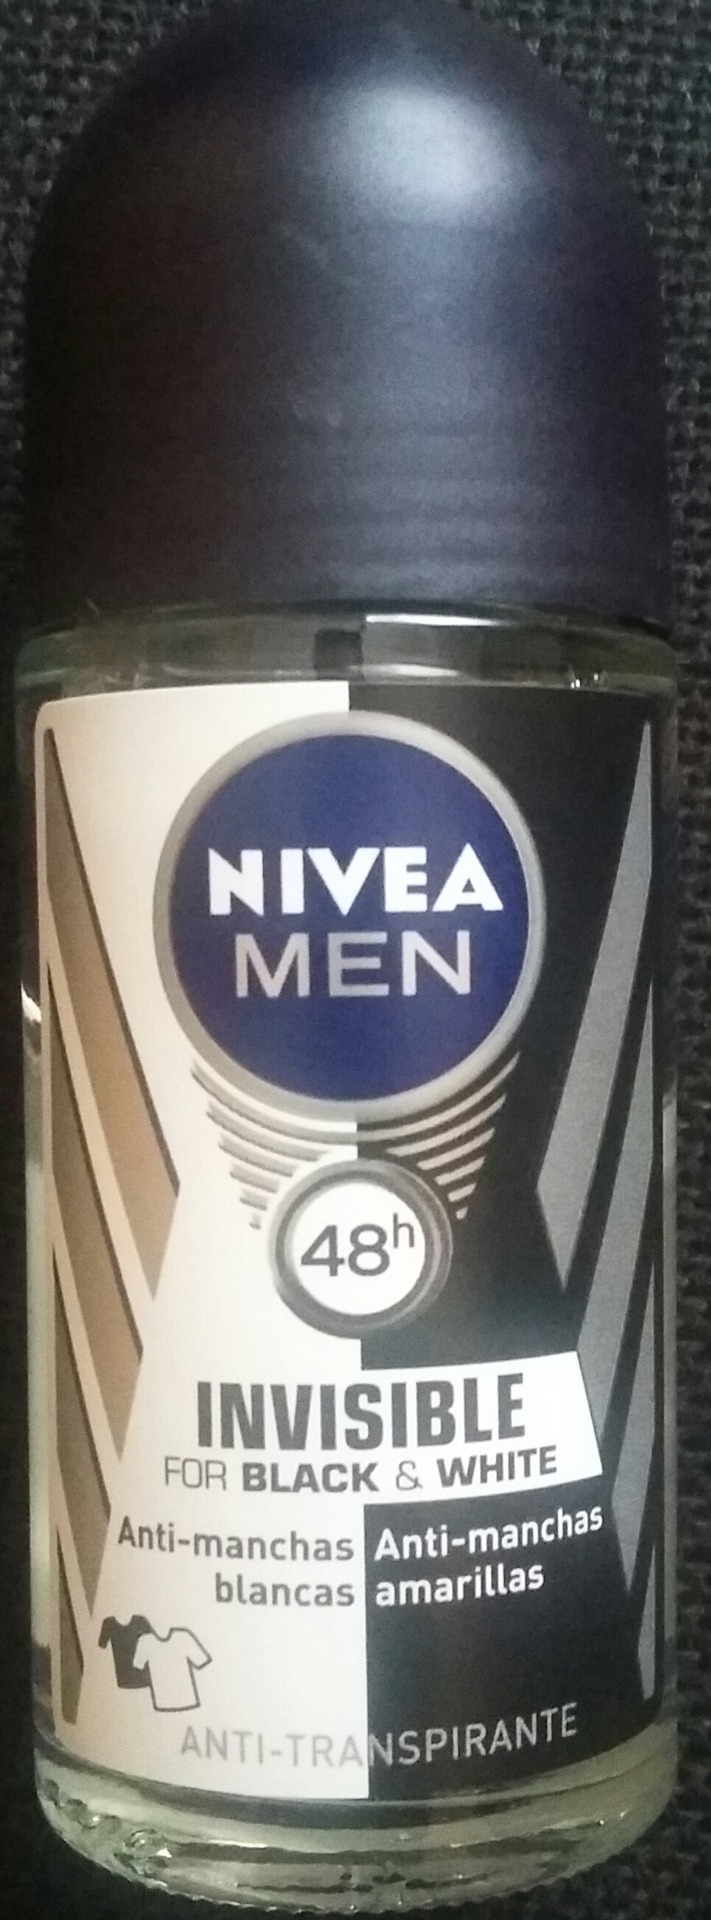 NIVEA
MEN
48h
INVISIBLE
FOR BLACK & WHITE
Anti-manchas blancas
Anti-manchas amarillas
ANTI-TRANSPIRANTE